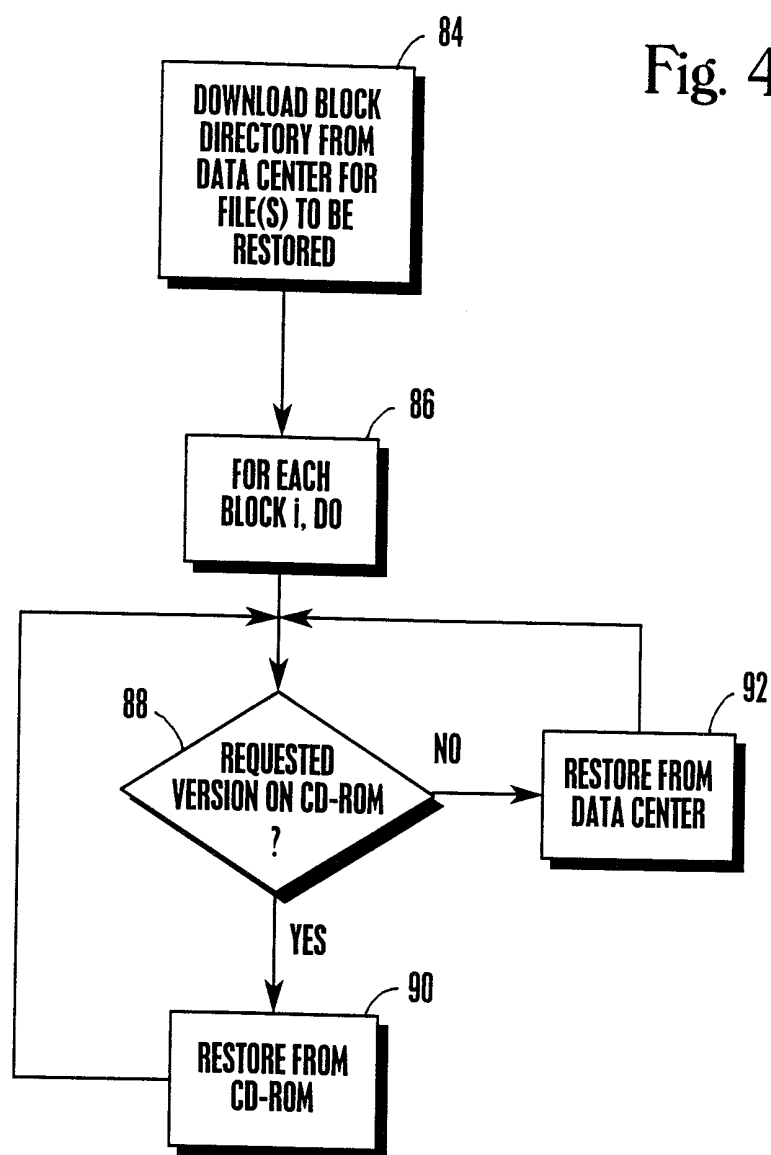 84
Fig. 4
DOWNLOAD BLOCK
DIRECTORY FROM
DATA CENTER FOR
FILE(S) TO BE
RESTORED
86
FOR EACH
BLOCK i, DO
88
REQUESTED
VERSION ON CD-ROM
?
NO
92
RESTORE FROM
DATA CENTER
YES
90
RESTORE FROM
CD-ROM